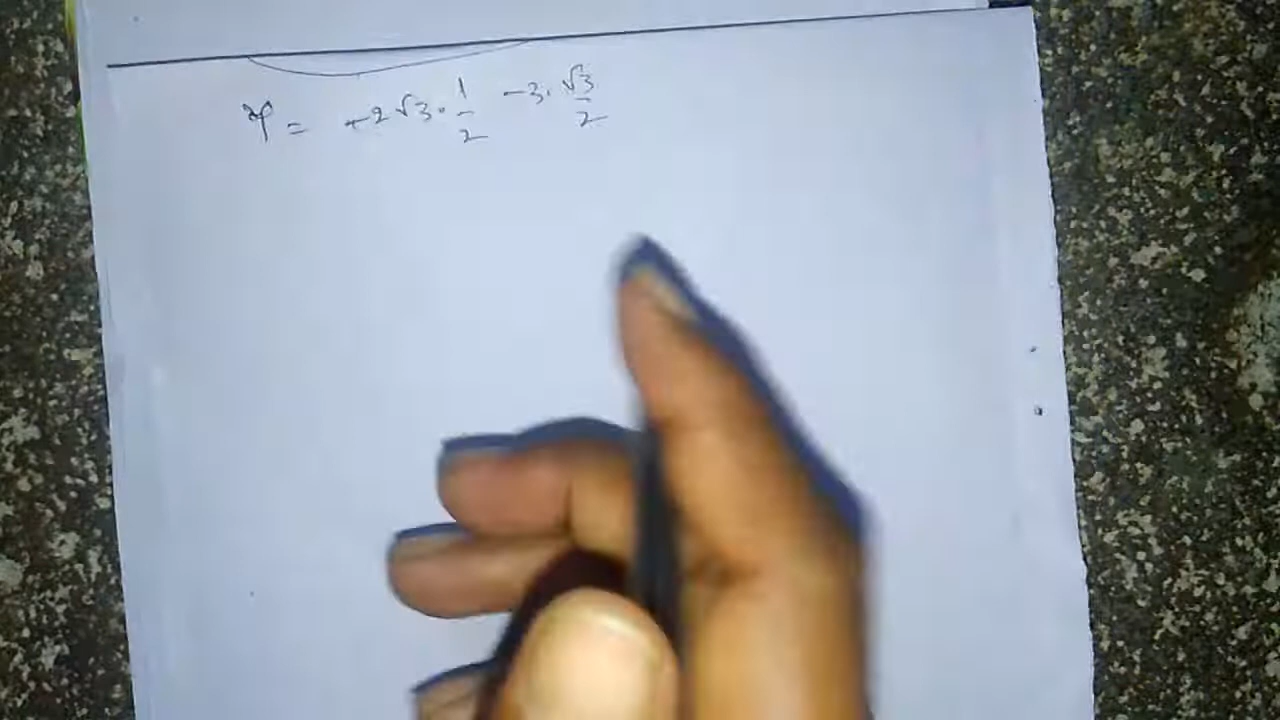 y = -2√3 · 1/2 -3 · √3/2